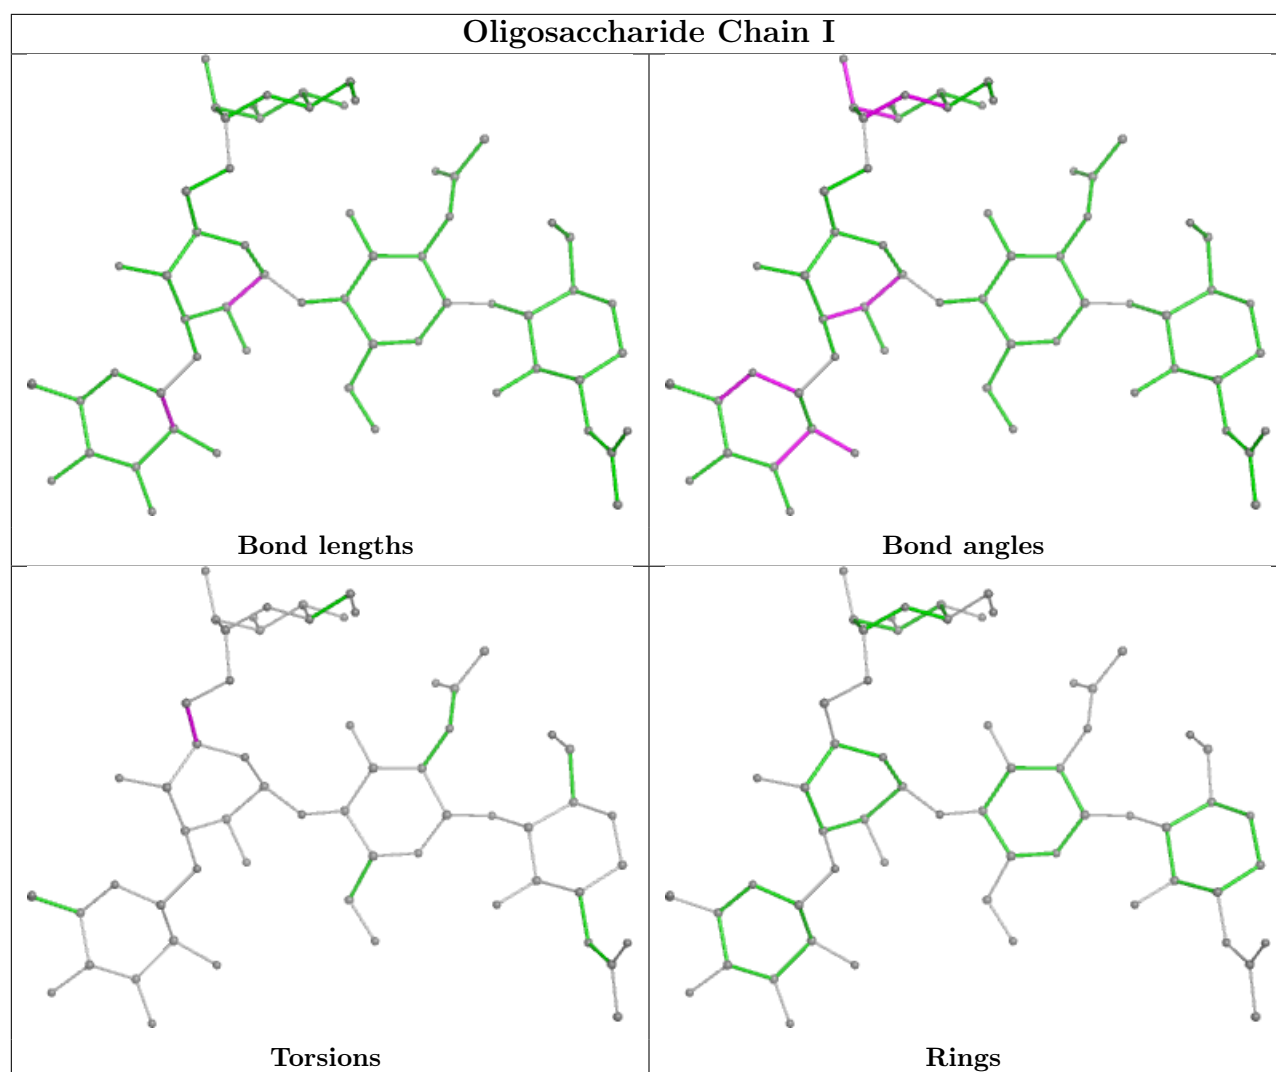 Oligosaccharide Chain I
Bond lengths
Bond angles
Torsions
Rings